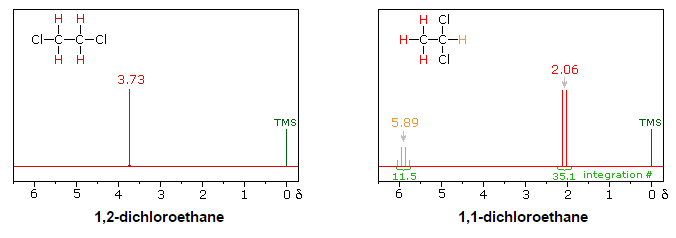 H H
Cl–C–C–Cl
H H
3.73
TMS
6 5 4 3 2 1 0 δ
1,2-dichloroethane
H Cl
H–C–C–H
H Cl
2.06
5.89
TMS
11.5 35.1 integration #
6 5 4 3 2 1 0 δ
1,1-dichloroethane